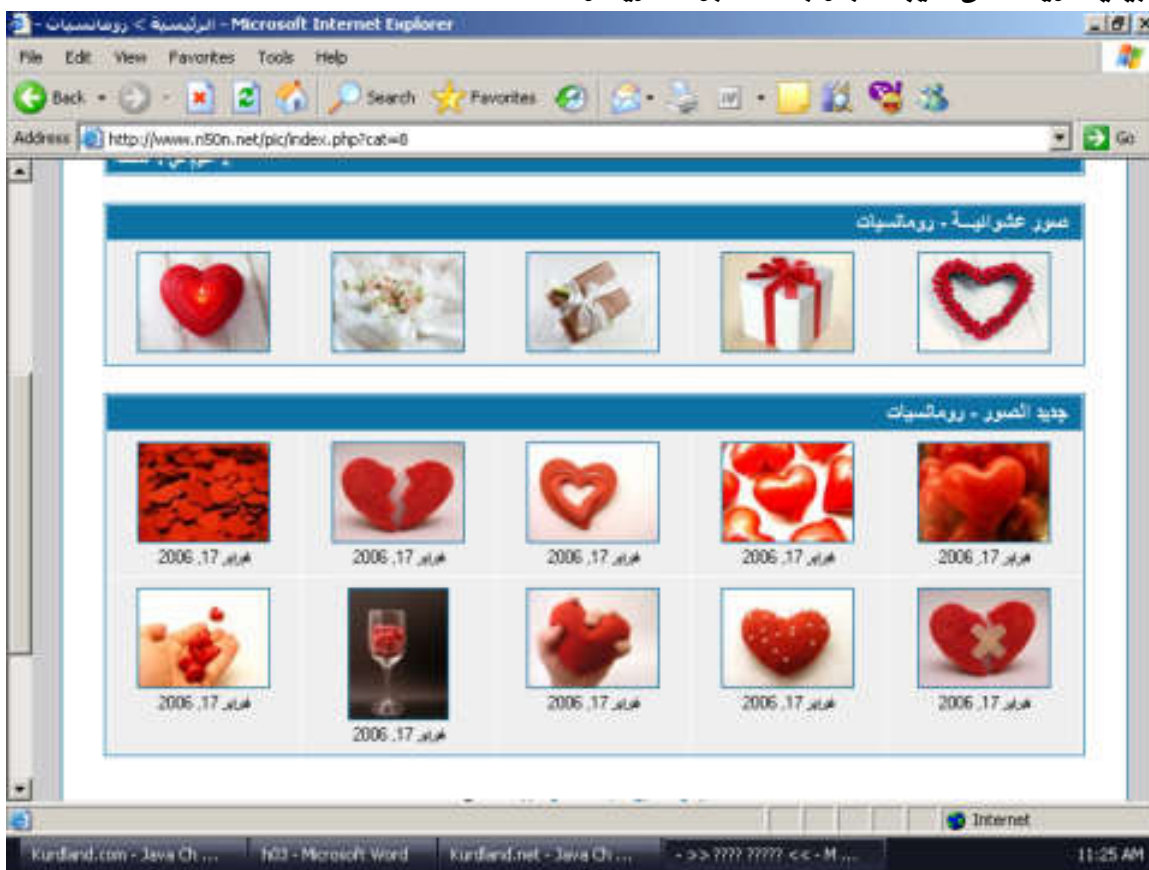 الرئيسية > رومانسيات - Microsoft Internet Explorer
File Edit View Favorites Tools Help
Back Search Favorites
Address http://www.n50n.net/pic/index.php?cat=8 Go
صور عشوائيــة - رومانسيات
جديد الصور - رومانسيات
فبراير 17, 2006 فبراير 17, 2006 فبراير 17, 2006 فبراير 17, 2006 فبراير 17, 2006
فبراير 17, 2006 فبراير 17, 2006 فبراير 17, 2006 فبراير 17, 2006
فبراير 17, 2006
Internet
Kurdland.com - Java Ch ... h03 - Microsoft Word Kurdland.net - Java Ch ... - >> ???? ????? << - M ... 11:25 AM